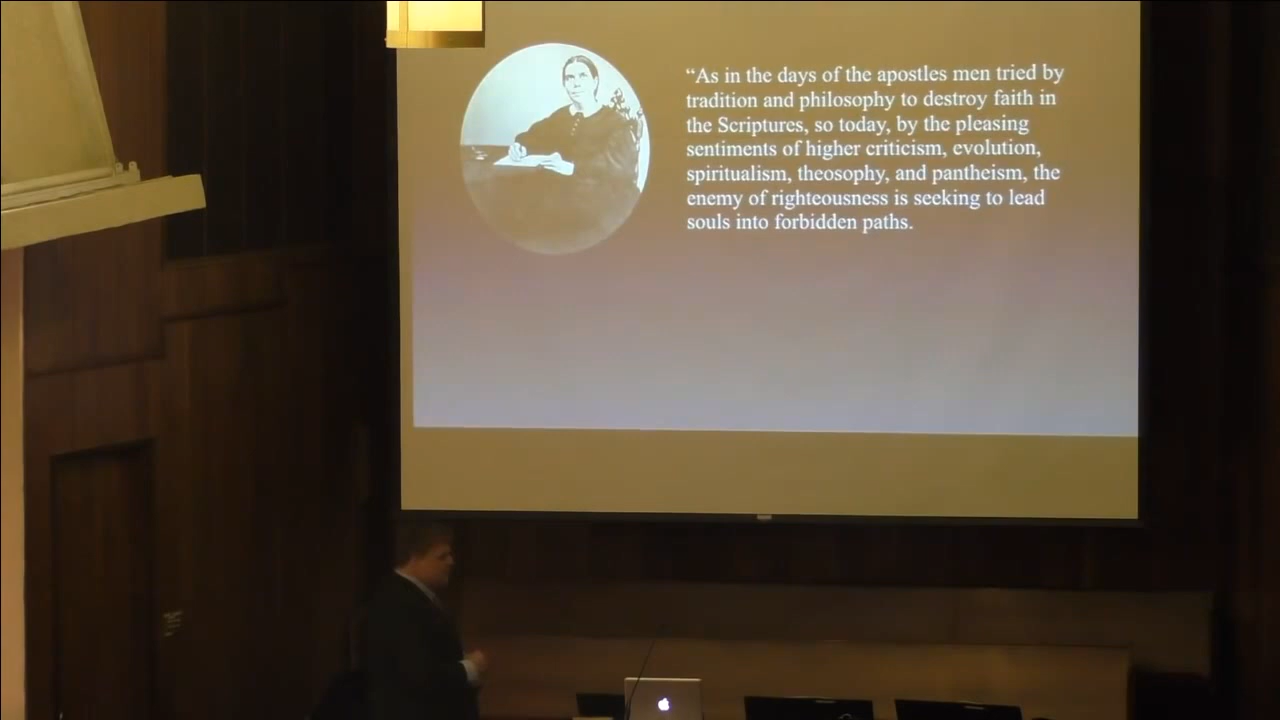 “As in the days of the apostles men tried by
tradition and philosophy to destroy faith in
the Scriptures, so today, by the pleasing
sentiments of higher criticism, evolution,
spiritualism, theosophy, and pantheism, the
enemy of righteousness is seeking to lead
souls into forbidden paths.